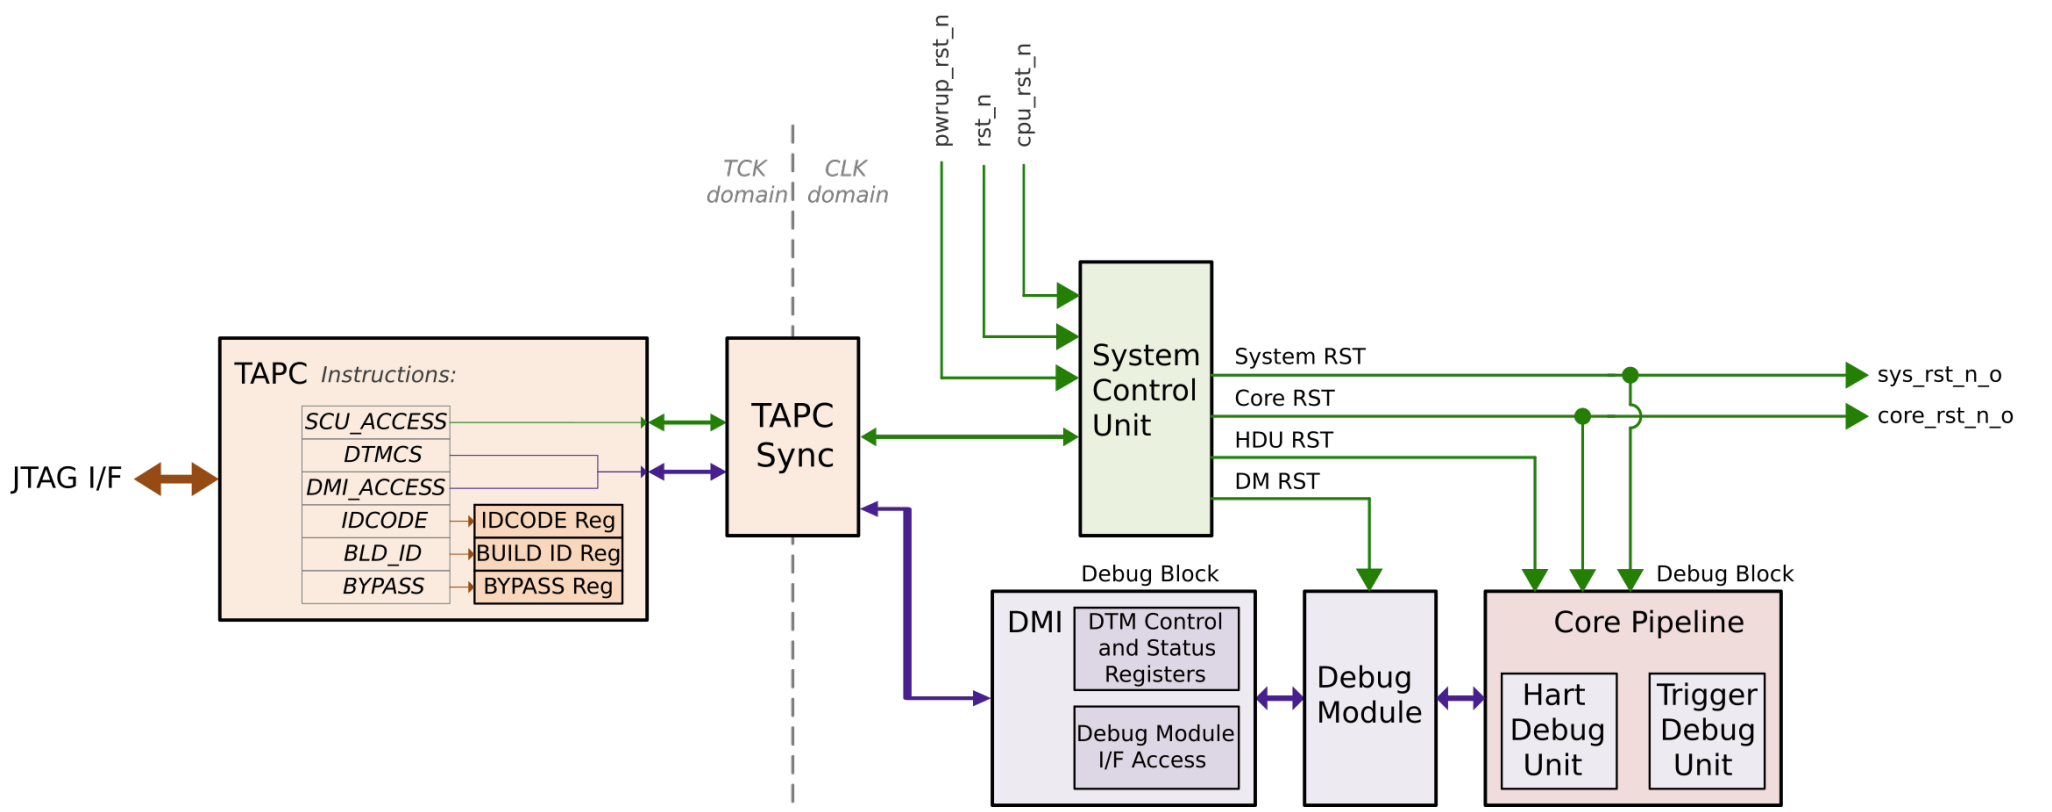 pwrup_rst_n
rst_n
cpu_rst_n
TCK
domain
CLK
domain
TAPC Instructions:
SCU_ACCESS
DTMCS
DMI_ACCESS
IDCODE
IDCODE Reg
BLD_ID
BUILD ID Reg
BYPASS
BYPASS Reg
JTAG I/F
TAPC
Sync
System
Control
Unit
System RST
Core RST
HDU RST
DM RST
sys_rst_n_o
core_rst_n_o
Debug Block
DMI
DTM Control
and Status
Registers
Debug Module
I/F Access
Debug
Module
Debug Block
Core Pipeline
Hart
Debug
Unit
Trigger
Debug
Unit